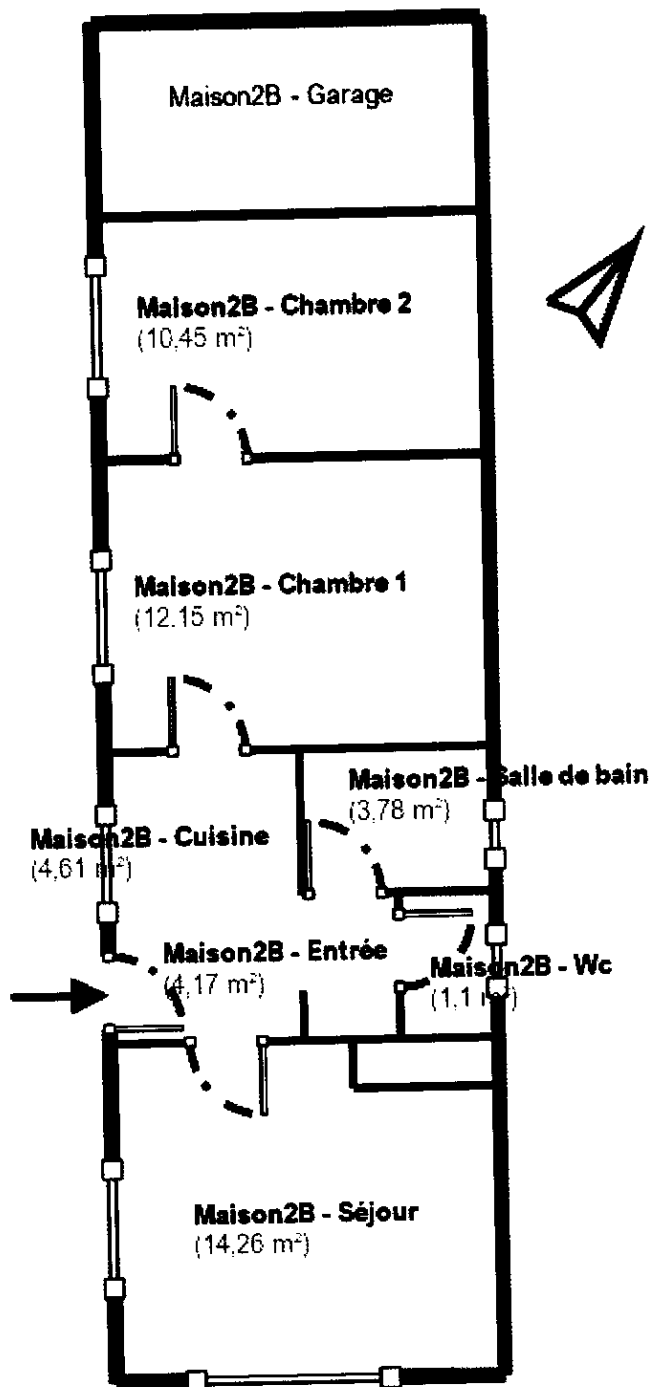 Maison2B - Garage
Maison2B - Chambre 2
(10,45 m²)
Maison2B - Chambre 1
(12.15 m²)
Maison2B - Salle de bain
(3,78 m²)
Maison2B - Cuisine
(4,61 m²)
Maison2B - Entrée
(4,17 m²)
Maison2B - Wc
(1,1 m²)
Maison2B - Séjour
(14,26 m²)